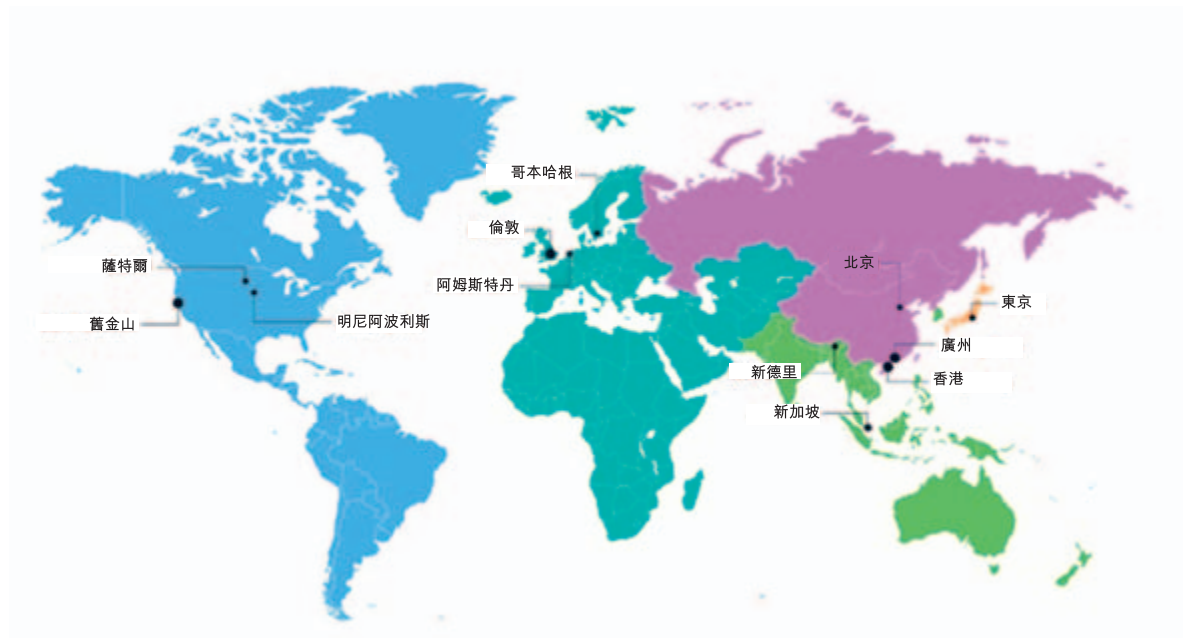 哥本哈根
倫敦
阿姆斯特丹
薩特爾
舊金山
明尼阿波利斯
北京
東京
廣州
香港
新德里
新加坡